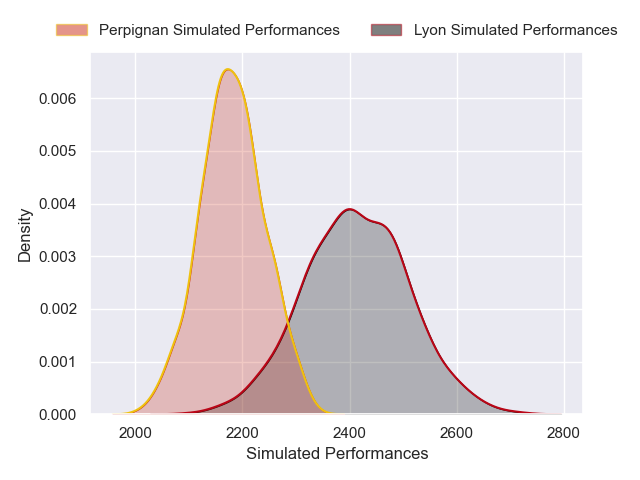 Perpignan Simulated Performances Lyon Simulated Performances
0.006
0.005
0.004
0.003
0.002
0.001
0.000
Density
2000 2200 2400 2600 2800
Simulated Performances